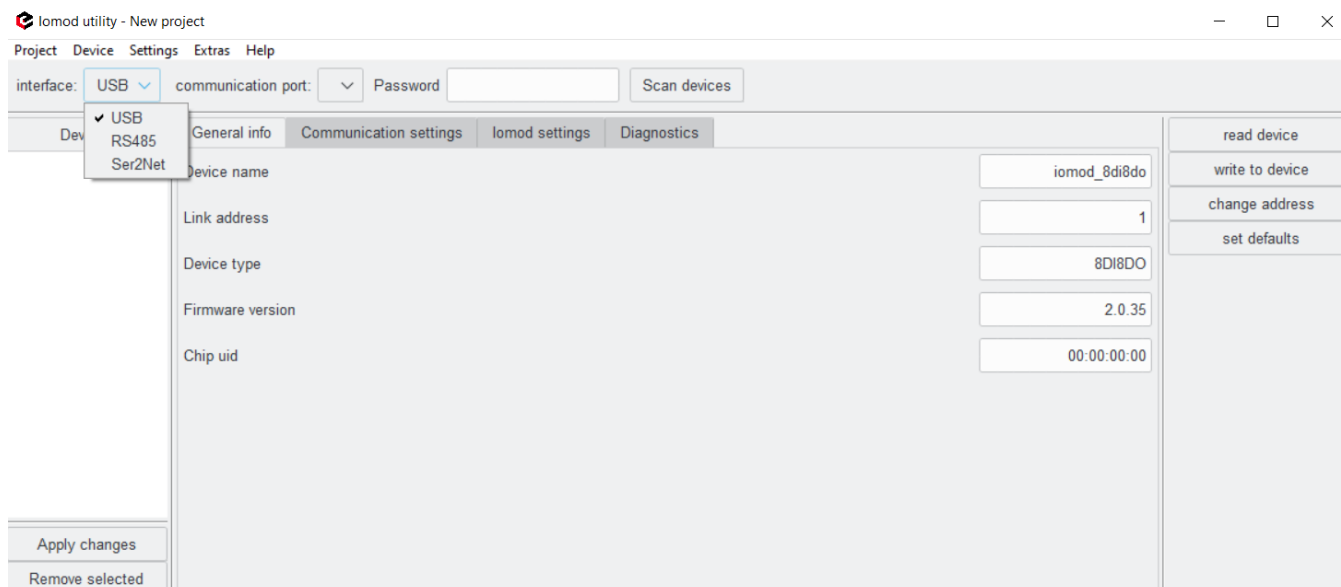 Iomod utility - New project
Project Device Settings Extras Help
interface: USB communication port: Password Scan devices
USB
RS485
Ser2Net
Dev
General info Communication settings Iomod settings Diagnostics
Device name iomod_8di8do
Link address 1
Device type 8DI8DO
Firmware version 2.0.35
Chip uid 00:00:00:00
read device
write to device
change address
set defaults
Apply changes
Remove selected